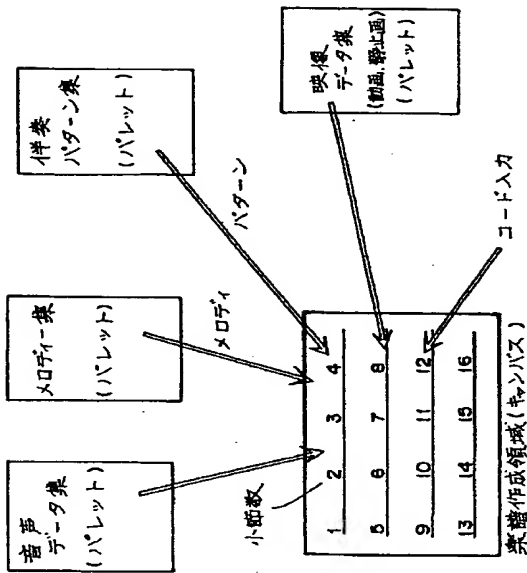 音声
データ集
(パレット)
メロディー集
(パレット)
伴奏
パターン集
(パレット)
映像
データ集
(動画,静止画)
(パレット)
メロディ
パターン
コード入力
小節数
1 2 3 4
5 6 7 8
9 10 11 12
13 14 15 16
楽譜作成領域(キャンバス)